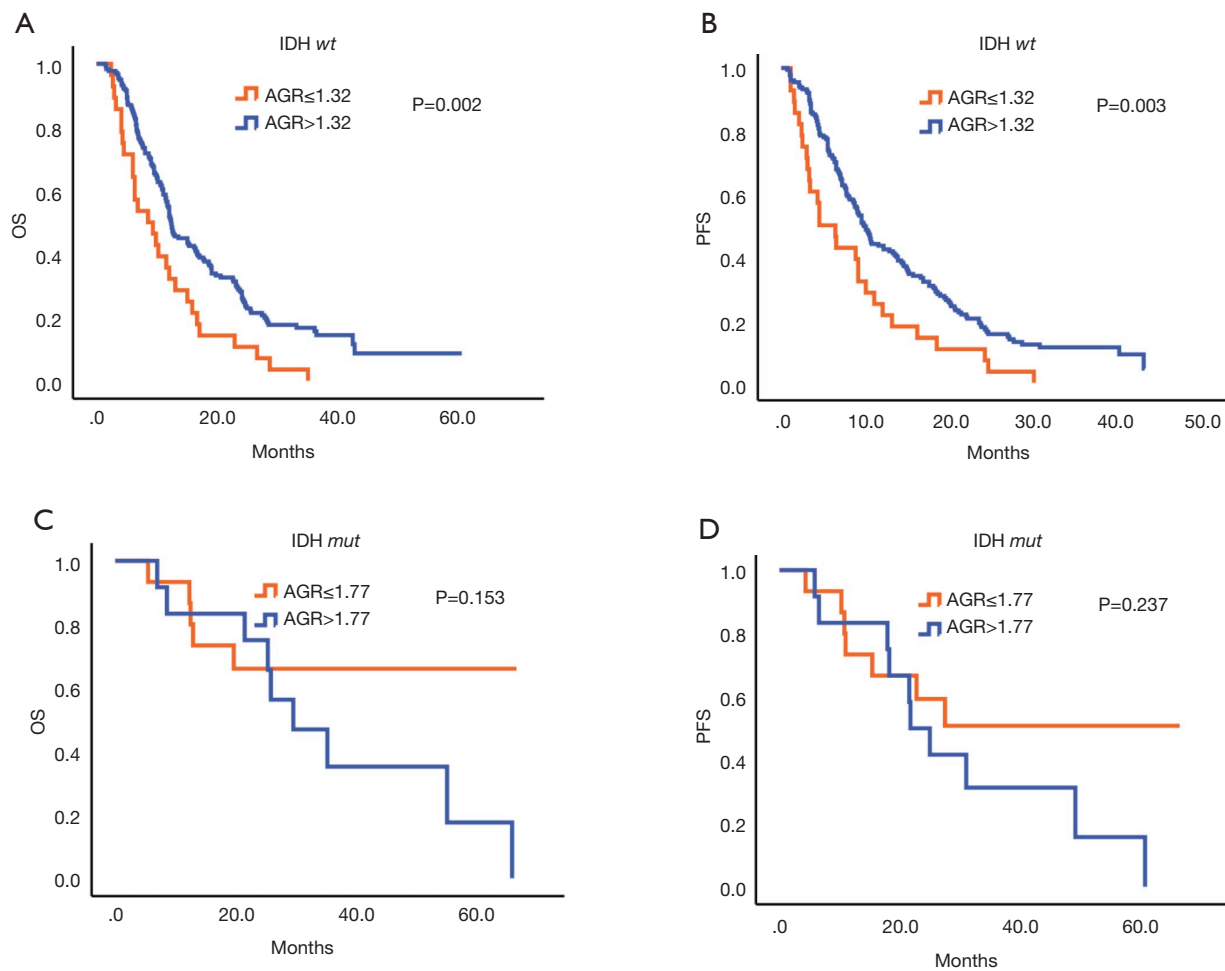 A
IDH wt
AGR≤1.32
AGR>1.32
P=0.002
OS
1.0
0.8
0.6
0.4
0.2
0.0
.0 20.0 40.0 60.0
Months
B
IDH wt
AGR≤1.32
AGR>1.32
P=0.003
PFS
1.0
0.8
0.6
0.4
0.2
0.0
.0 10.0 20.0 30.0 40.0 50.0
Months
C
IDH mut
AGR≤1.77
AGR>1.77
P=0.153
OS
1.0
0.8
0.6
0.4
0.2
0.0
.0 20.0 40.0 60.0
Months
D
IDH mut
AGR≤1.77
AGR>1.77
P=0.237
PFS
1.0
0.8
0.6
0.4
0.2
0.0
.0 20.0 40.0 60.0
Months